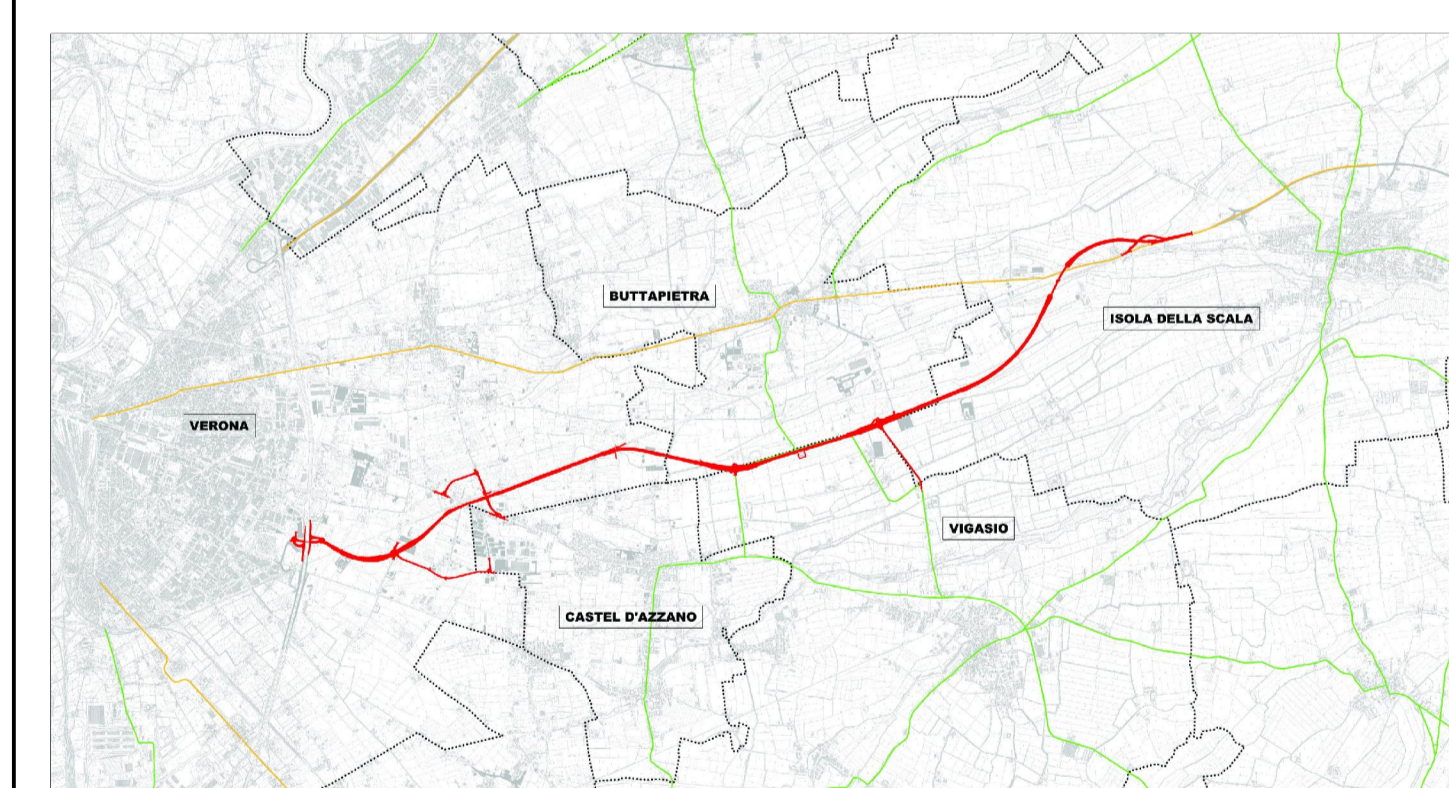 BUTTAPIETRA
ISOLA DELLA SCALA
VERONA
VIGASIO
CASTEL D'AZZANO